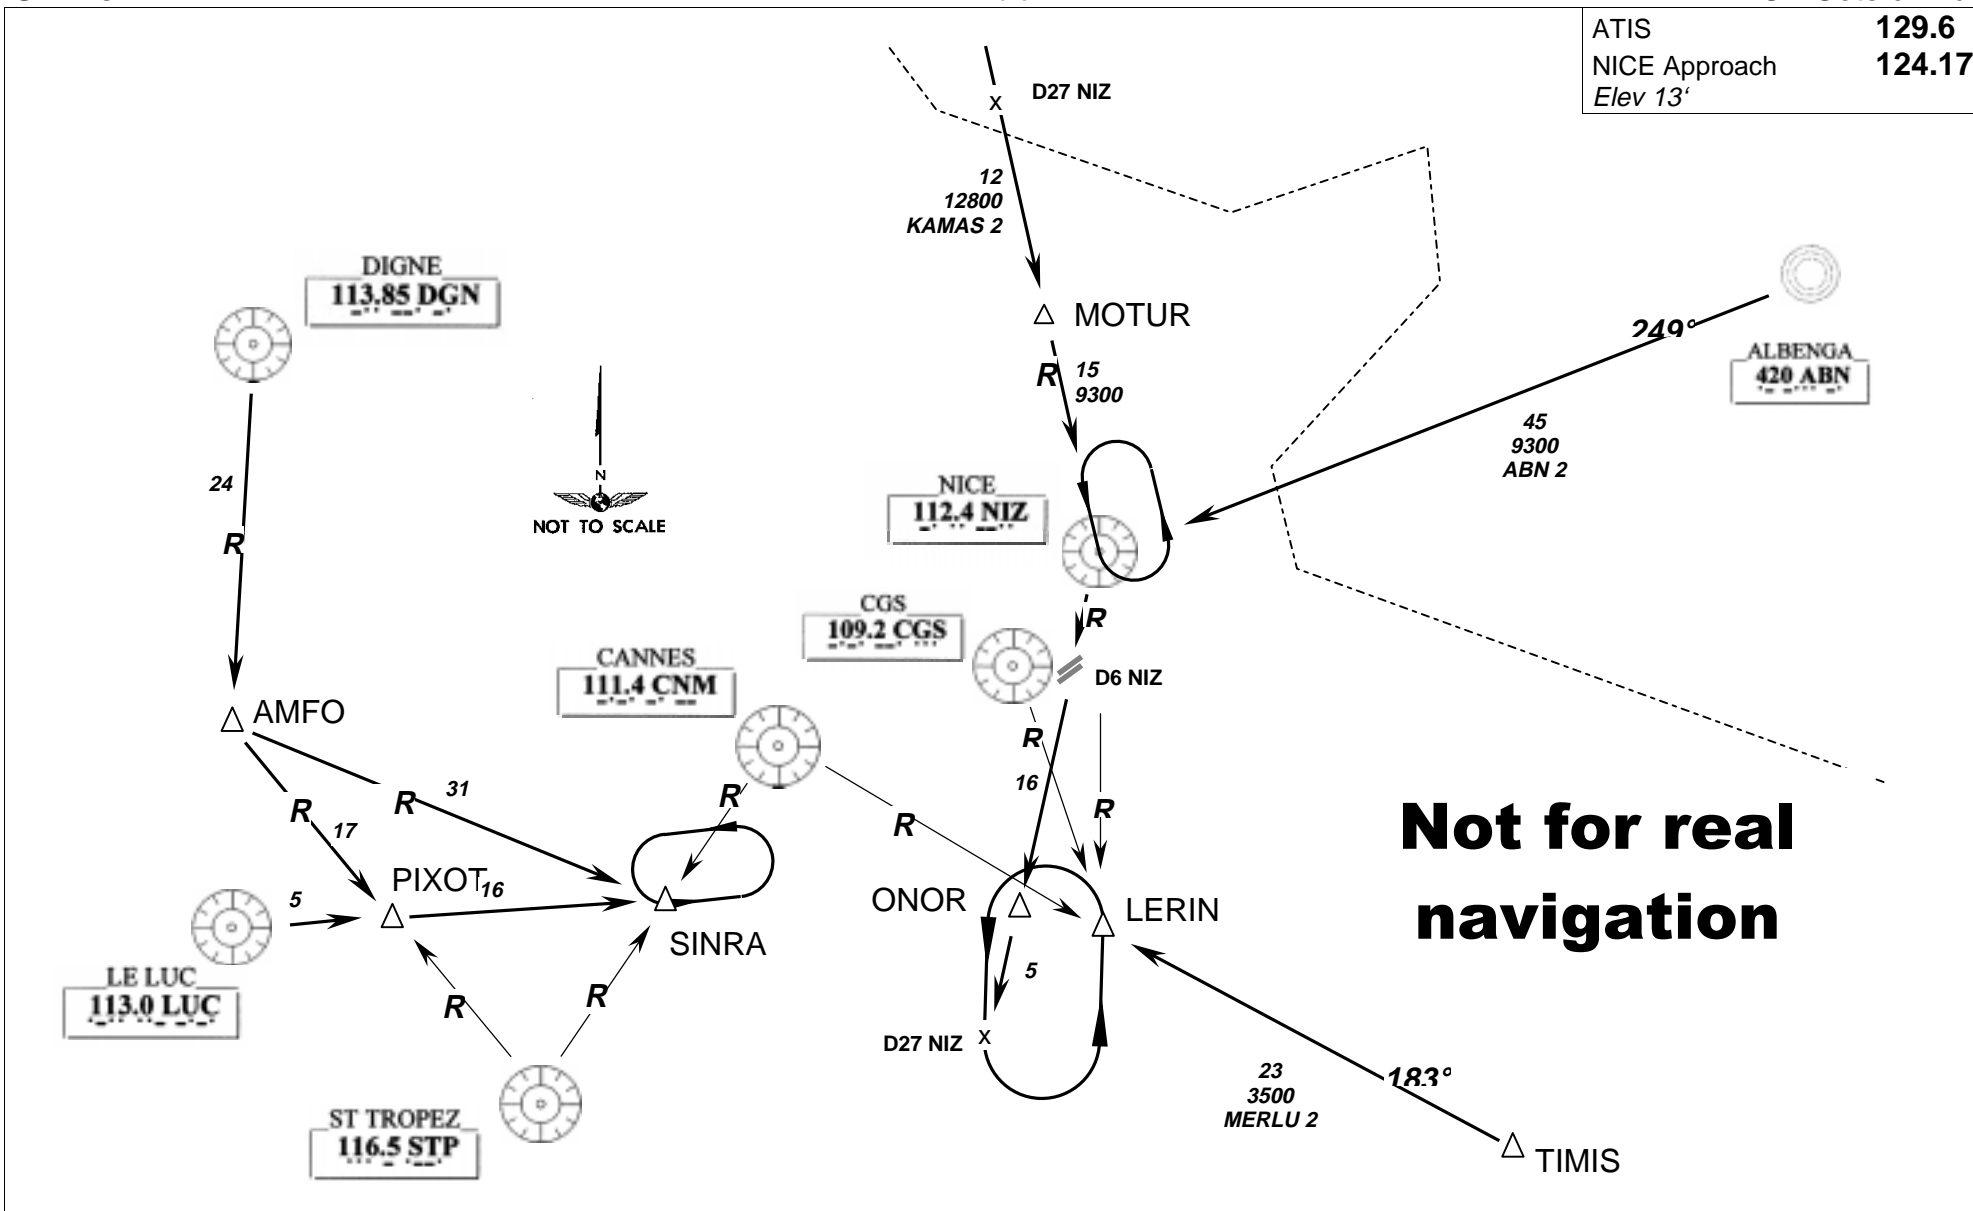 ATIS 129.6
NICE Approach 124.17
Elev 13‘
D27 NIZ
12
12800
KAMAS 2
DIGNE
113.85 DGN
MOTUR
249°
ALBENGA
420 ABN
R
15
9300
45
9300
ABN 2
24
R
N
NOT TO SCALE
NICE
112.4 NIZ
CGS
109.2 CGS
R
CANNES
111.4 CNM
D6 NIZ
AMFO
R
R
31
R
17
R
16
R
R
Not for real
navigation
PIXOT
16
5
ONOR
LERIN
SINRA
LE LUC
113.0 LUC
R
R
5
D27 NIZ
23
3500
MERLU 2
183°
ST TROPEZ
116.5 STP
TIMIS